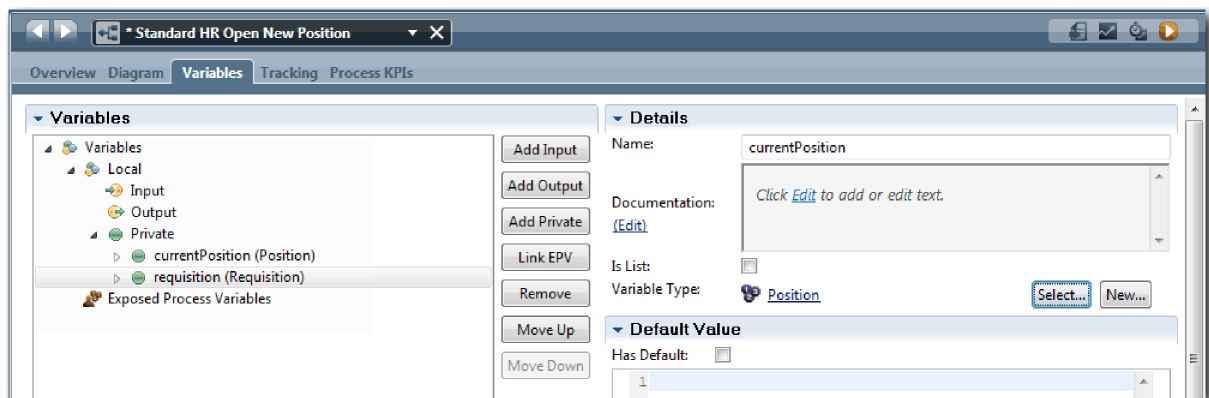 * Standard HR Open New Position
Overview Diagram Variables Tracking Process KPIs
Variables
Variables
Local
Input
Output
Private
currentPosition (Position)
requisition (Requisition)
Exposed Process Variables
Add Input
Add Output
Add Private
Link EPV
Remove
Move Up
Move Down
Details
Name: currentPosition
Documentation: (Edit)
Click Edit to add or edit text.
Is List:
Variable Type: Position Select... New...
Default Value
Has Default:
1